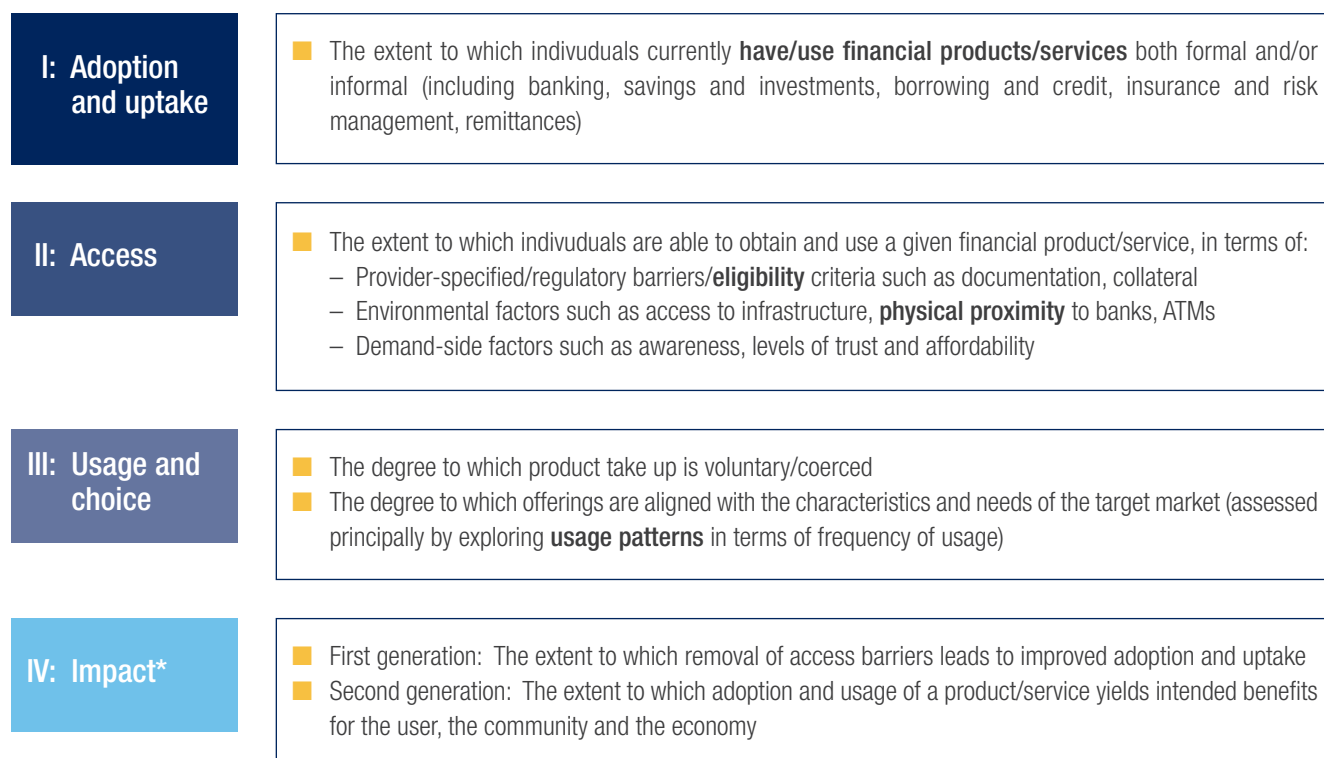 I: Adoption
and uptake
The extent to which indivuduals currently have/use financial products/services both formal and/or
informal (including banking, savings and investments, borrowing and credit, insurance and risk
management, remittances)
II: Access
The extent to which indivuduals are able to obtain and use a given financial product/service, in terms of:
– Provider-specified/regulatory barriers/eligibility criteria such as documentation, collateral
– Environmental factors such as access to infrastructure, physical proximity to banks, ATMs
– Demand-side factors such as awareness, levels of trust and affordability
III: Usage and
choice
The degree to which product take up is voluntary/coerced
The degree to which offerings are aligned with the characteristics and needs of the target market (assessed
principally by exploring usage patterns in terms of frequency of usage)
IV: Impact*
First generation: The extent to which removal of access barriers leads to improved adoption and uptake
Second generation: The extent to which adoption and usage of a product/service yields intended benefits
for the user, the community and the economy